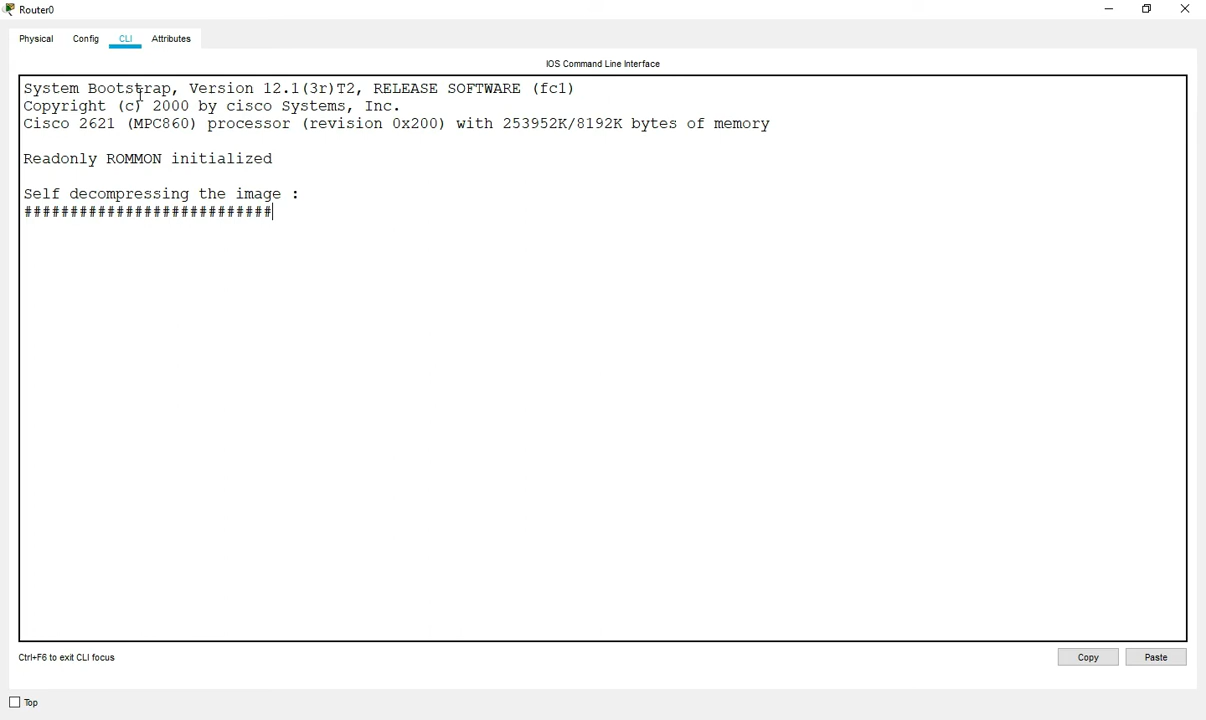 Router0
Physical Config CLI Attributes
IOS Command Line Interface
System Bootstrap, Version 12.1(3r)T2, RELEASE SOFTWARE (fc1)
Copyright (c) 2000 by cisco Systems, Inc.
Cisco 2621 (MPC860) processor (revision 0x200) with 253952K/8192K bytes of memory
Readonly ROMMON initialized
Self decompressing the image :
###########################
Ctrl+F6 to exit CLI focus
Copy Paste
Top